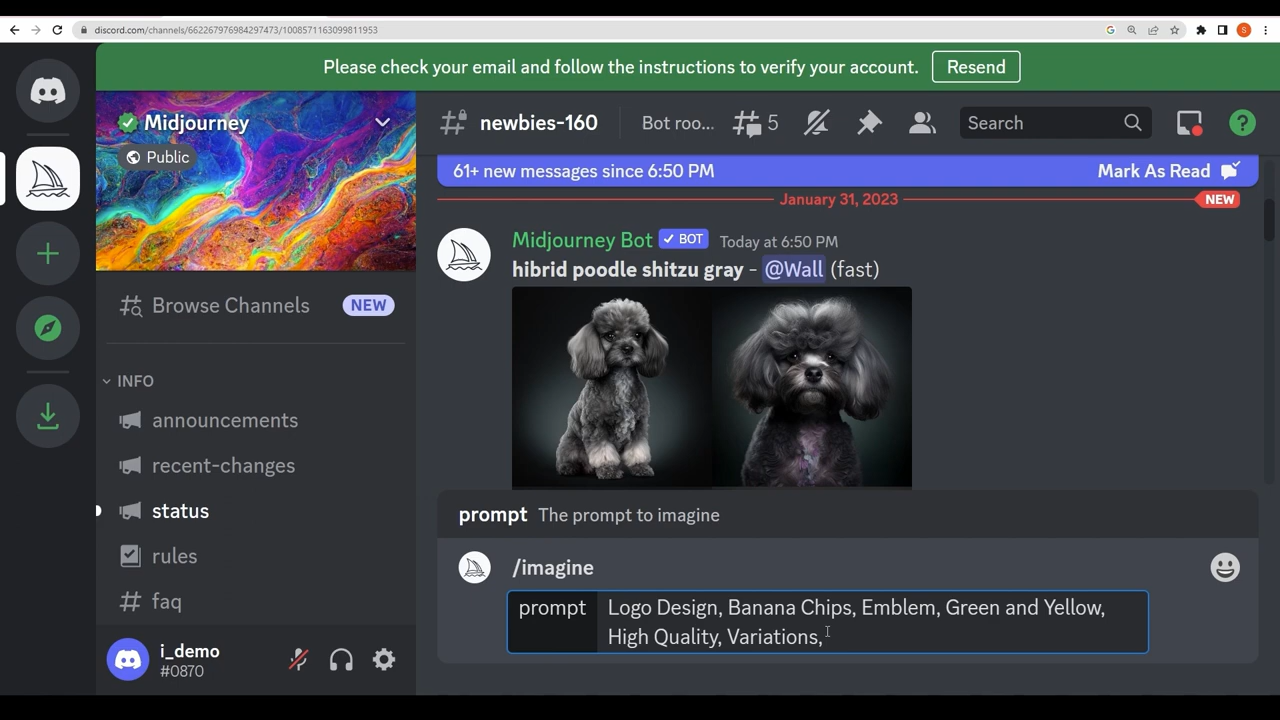 discord.com/channels/662267976984297473/1008571163099811953
S
Please check your email and follow the instructions to verify your account.
Resend
Midjourney
Public
newbies-160
Bot roo...
5
Search
61+ new messages since 6:50 PM
Mark As Read
January 31, 2023
NEW
Midjourney Bot
BOT
Today at 6:50 PM
hibrid poodle shitzu gray - @Wall (fast)
Browse Channels
NEW
INFO
announcements
recent-changes
status
rules
faq
i_demo
#0870
prompt The prompt to imagine
/imagine
prompt
Logo Design, Banana Chips, Emblem, Green and Yellow,
High Quality, Variations,